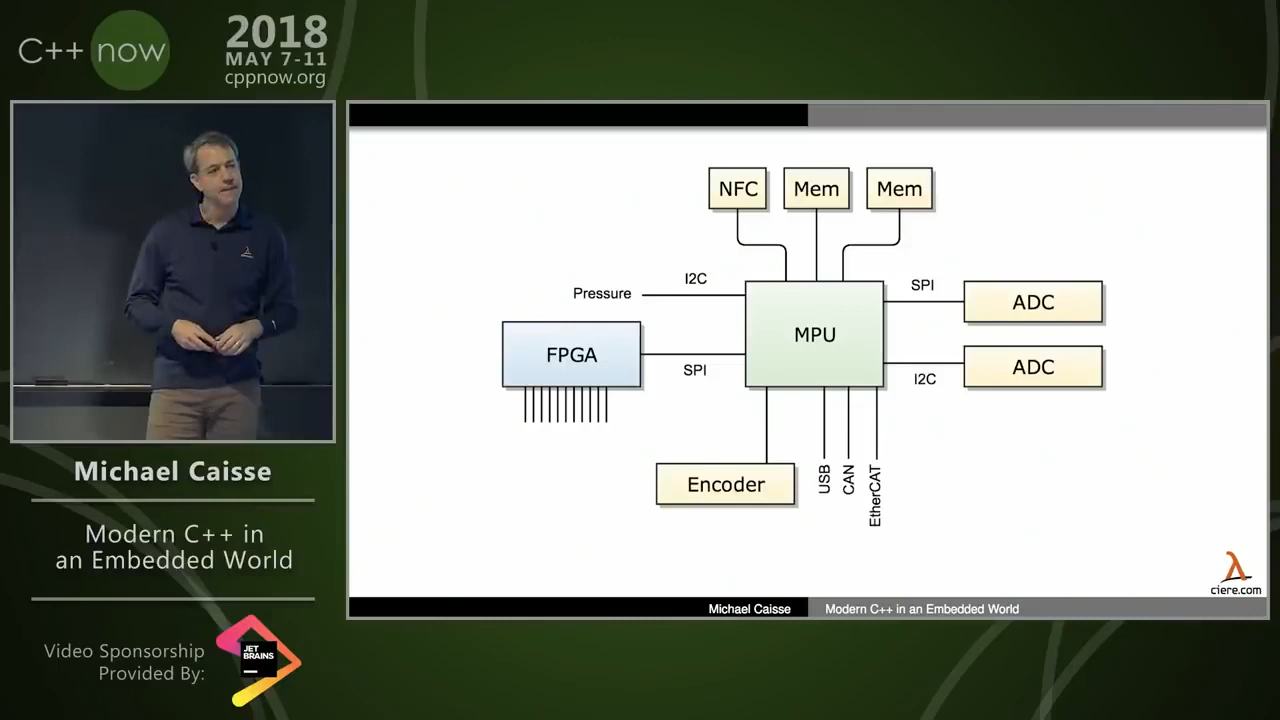 C++ now
2018
MAY 7-11
cppnow.org
NFC
Mem
Mem
I2C
SPI
Pressure
ADC
MPU
FPGA
SPI
ADC
I2C
Encoder
USB
CAN
EtherCAT
ciere.com
Michael Caisse
Modern C++ in an Embedded World
Michael Caisse
Modern C++ in
an Embedded World
Video Sponsorship
Provided By:
JET
BRAINS